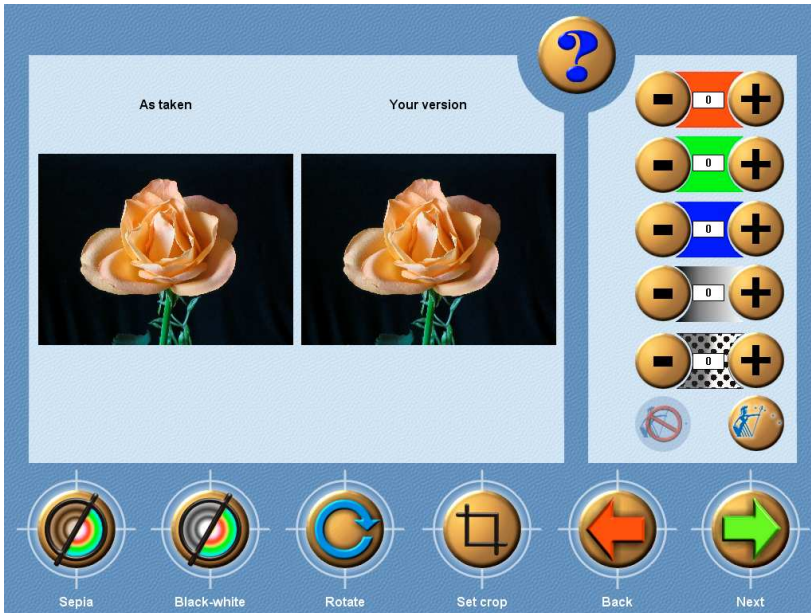 ?
As taken
Your version
- 0 +
- 0 +
- 0 +
- 0 +
- 0 +
Sepia
Black-white
Rotate
Set crop
Back
Next